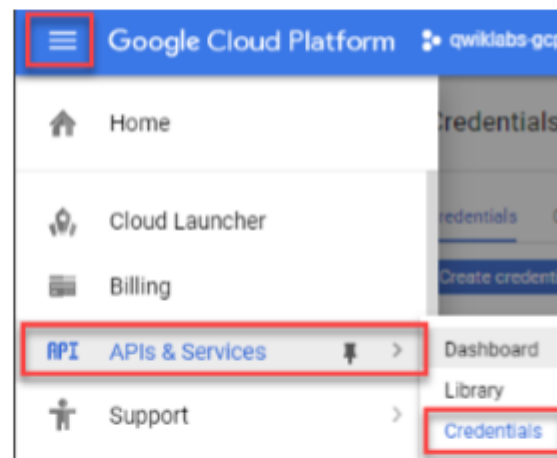 Google Cloud Platform qwiklabs-gcp
Home
Credentials
Cloud Launcher
Credentials
Billing
Create credenti
API APIs & Services
Dashboard
Library
Support
Credentials